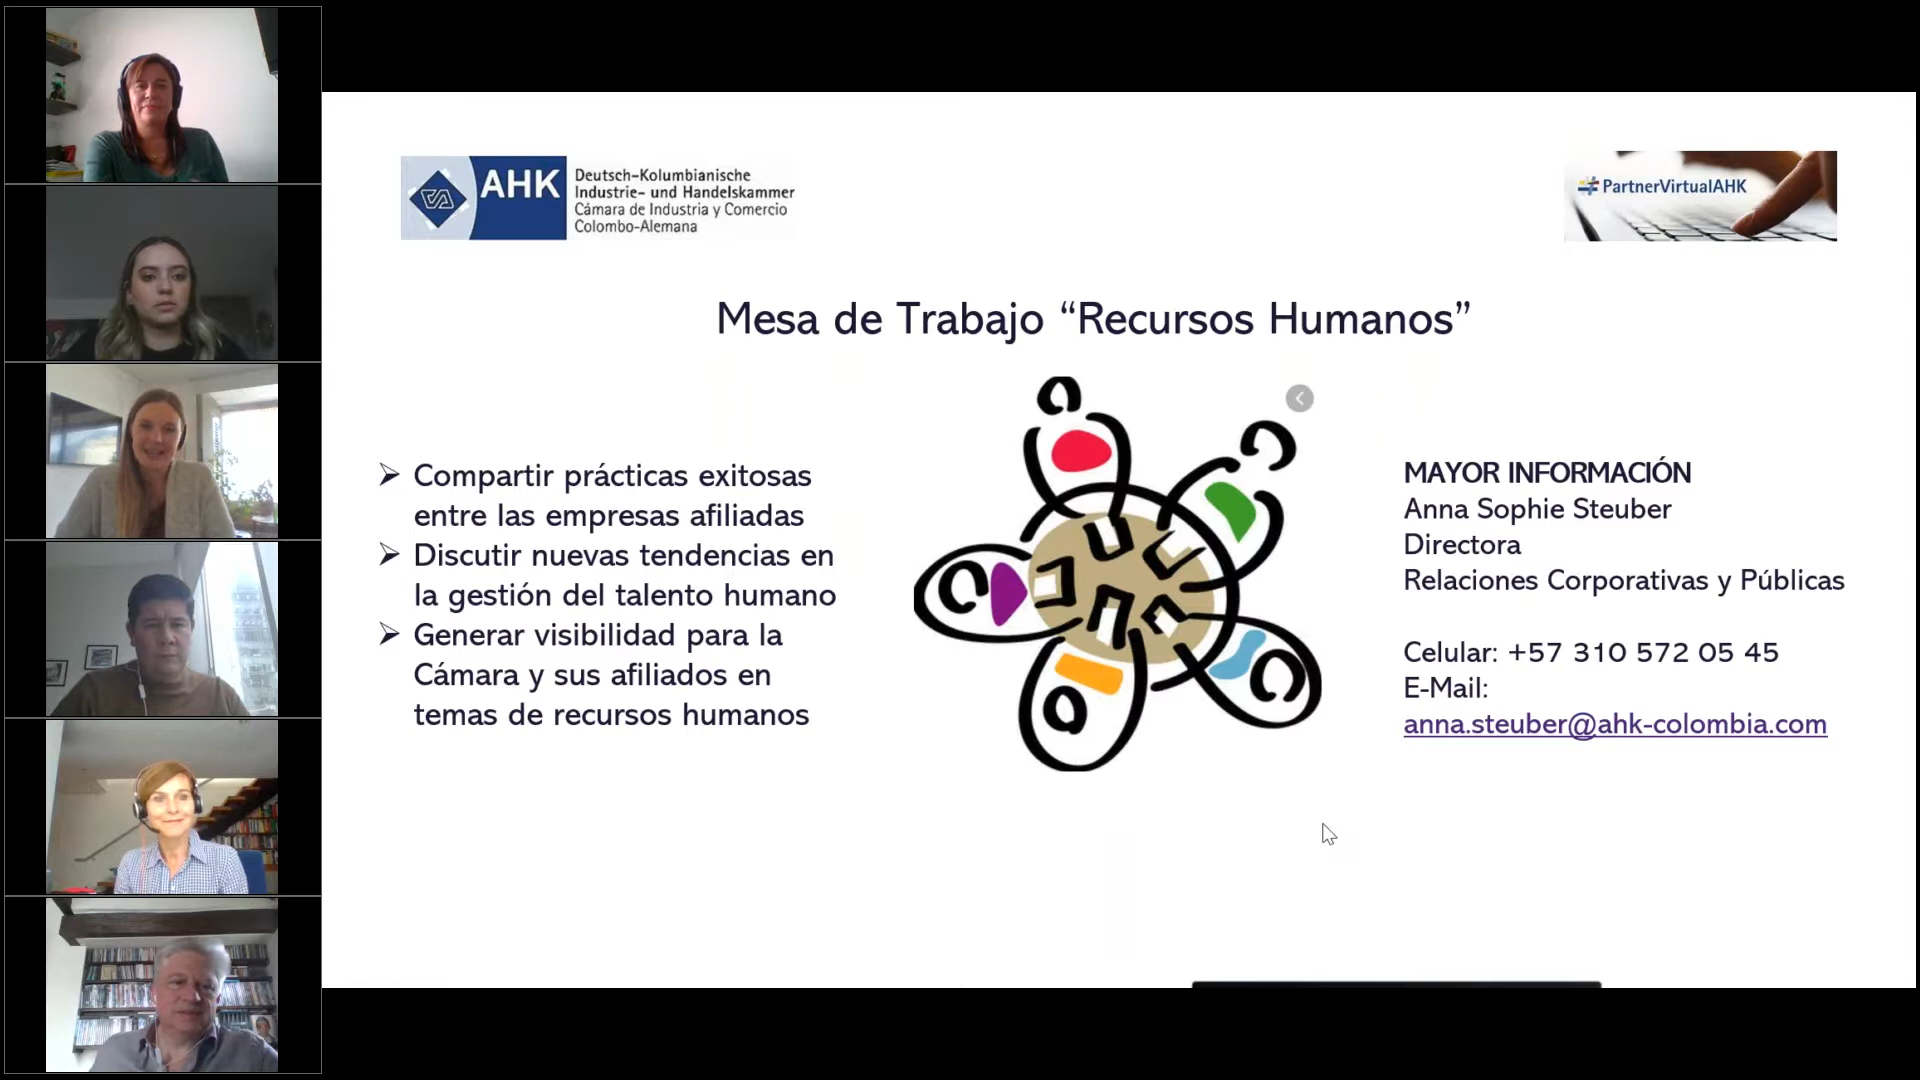 AHK
Deutsch-Kolumbianische
Industrie- und Handelskammer
Cámara de Industria y Comercio
Colombo-Alemana
#PartnerVirtualAHK
Mesa de Trabajo “Recursos Humanos”
➢ Compartir prácticas exitosas
entre las empresas afiliadas
➢ Discutir nuevas tendencias en
la gestión del talento humano
➢ Generar visibilidad para la
Cámara y sus afiliados en
temas de recursos humanos
MAYOR INFORMACIÓN
Anna Sophie Steuber
Directora
Relaciones Corporativas y Públicas
Celular: +57 310 572 05 45
E-Mail:
anna.steuber@ahk-colombia.com